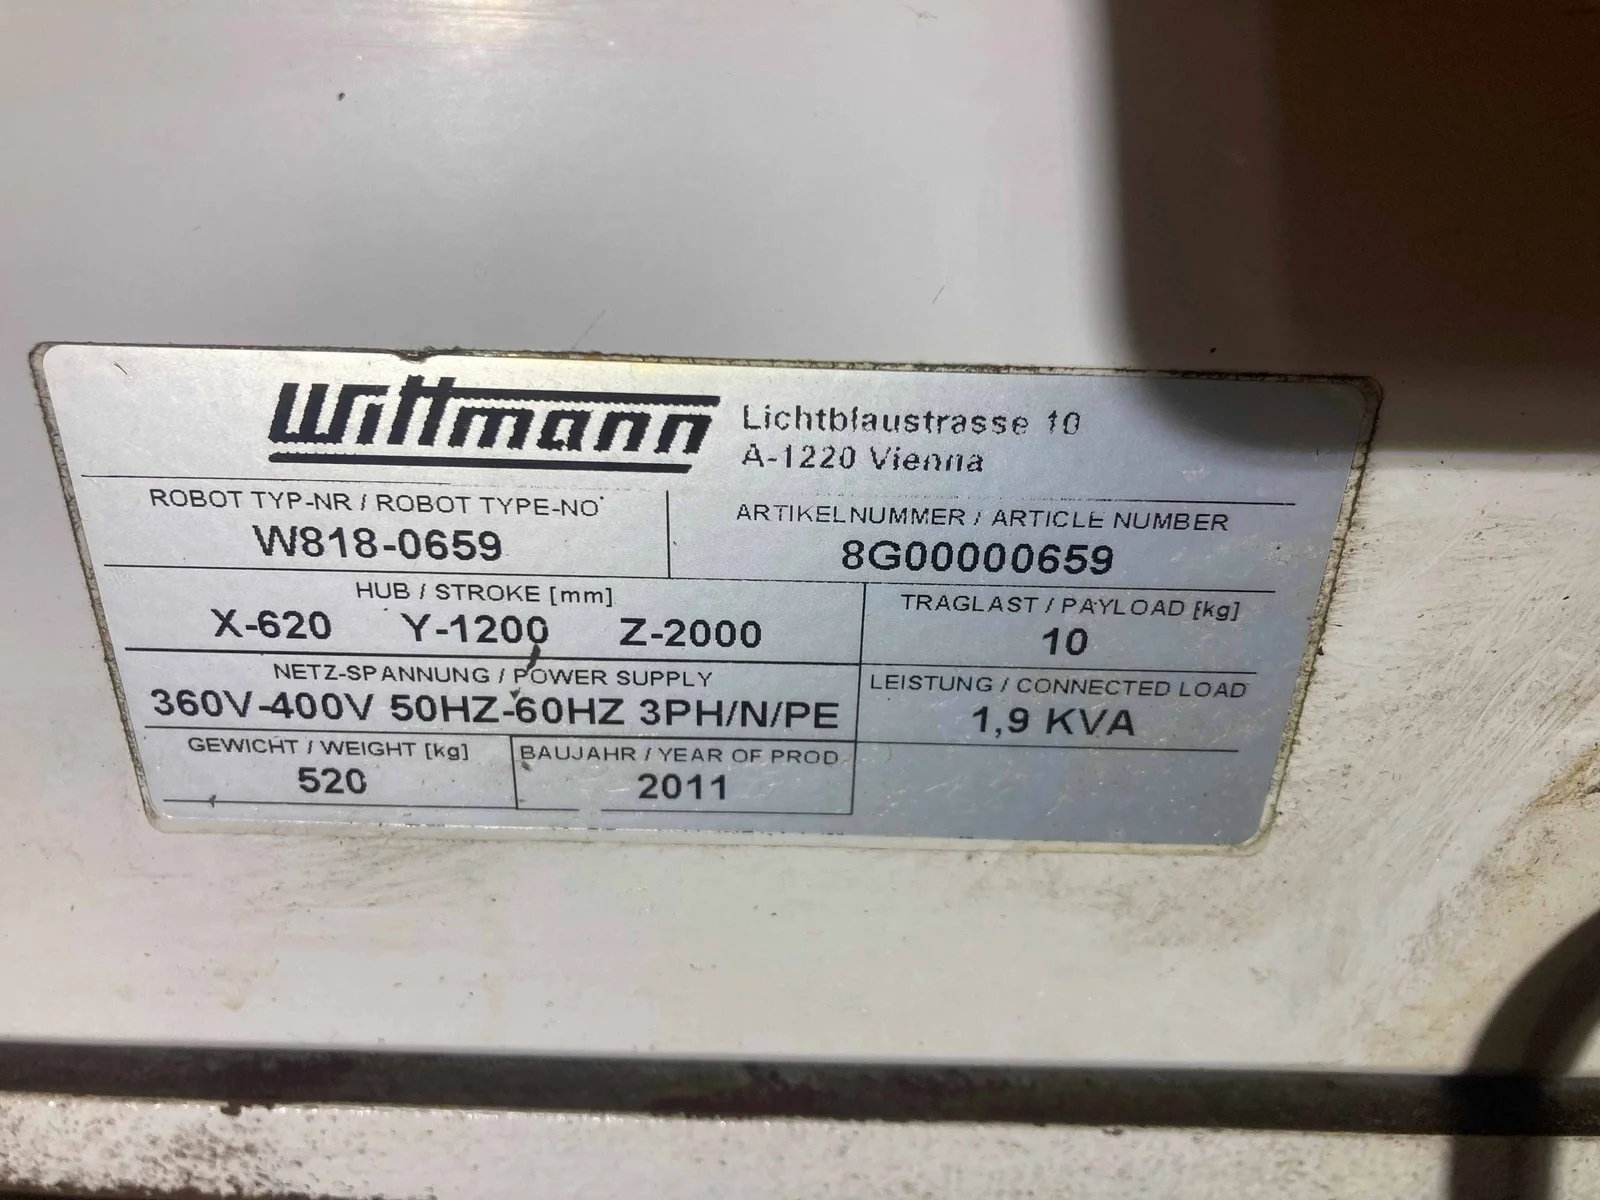 Wittmann
Lichtblaustrasse 10
A-1220 Vienna
ROBOT TYP-NR / ROBOT TYPE-NO
W818-0659
ARTIKELNUMMER / ARTICLE NUMBER
8G00000659
HUB / STROKE [mm]
X-620 Y-1200 Z-2000
TRAGLAST / PAYLOAD [kg]
10
NETZ-SPANNUNG / POWER SUPPLY
360V-400V 50HZ-60HZ 3PH/N/PE
LEISTUNG / CONNECTED LOAD
1,9 KVA
GEWICHT / WEIGHT [kg]
520
BAUJAHR / YEAR OF PROD.
2011